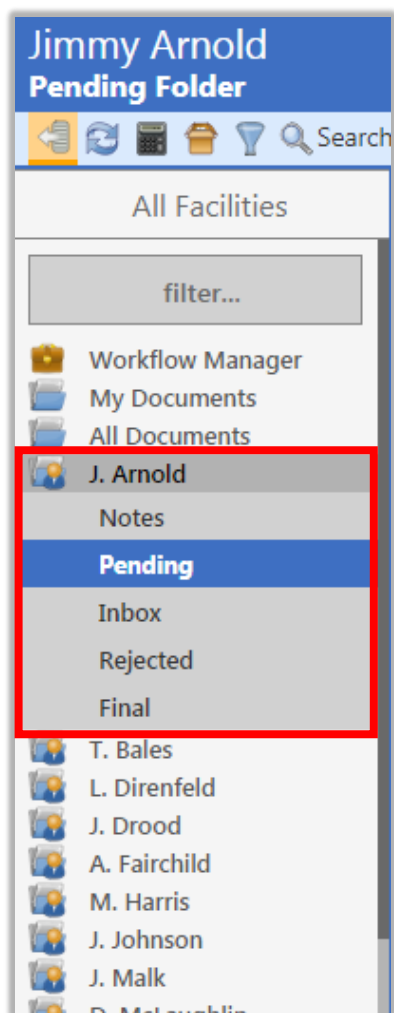 Jimmy Arnold
Pending Folder
Search
All Facilities
filter...
Workflow Manager
My Documents
All Documents
J. Arnold
Notes
Pending
Inbox
Rejected
Final
T. Bales
L. Direnfeld
J. Drood
A. Fairchild
M. Harris
J. Johnson
J. Malk
D. McLaughlin